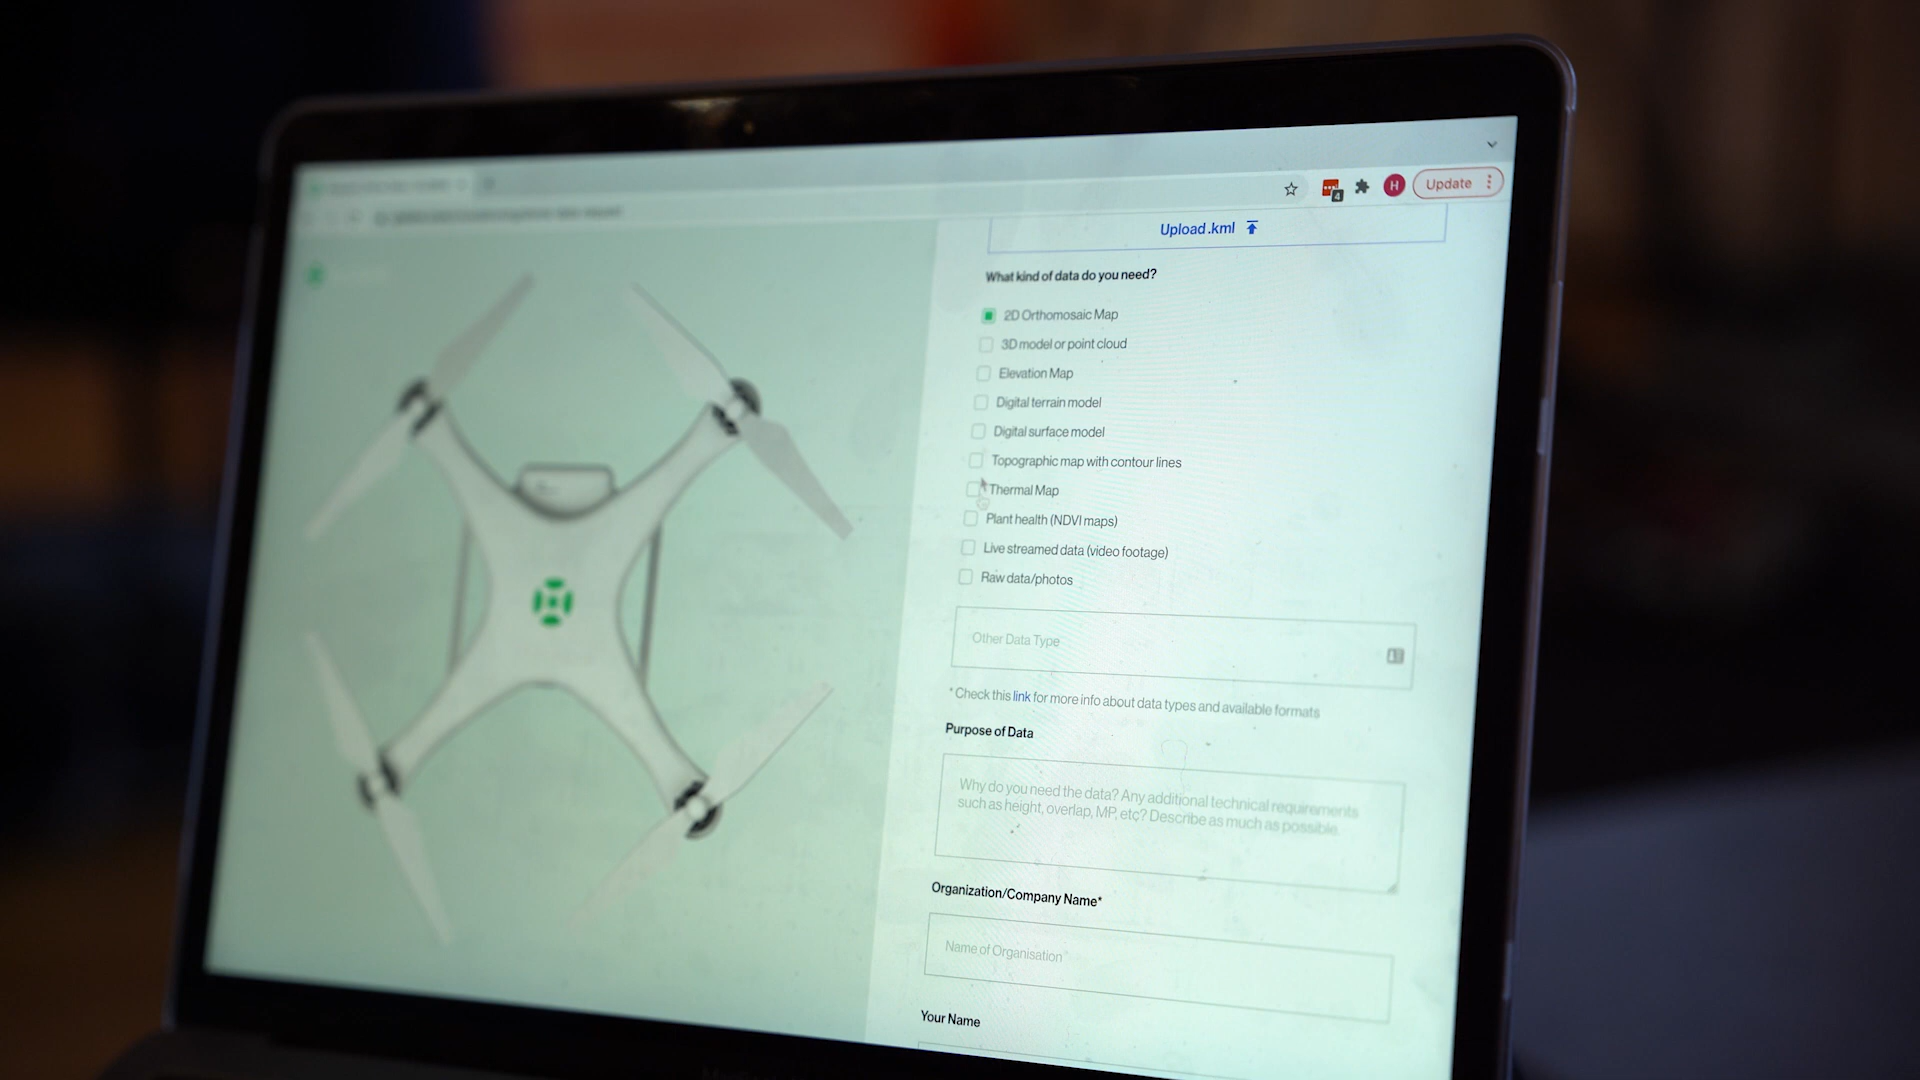 4
H
Update
Upload .kml
What kind of data do you need?
2D Orthomosaic Map
3D model or point cloud
Elevation Map
Digital terrain model
Digital surface model
Topographic map with contour lines
Thermal Map
Plant health (NDVI maps)
Live streamed data (video footage)
Raw data/photos
Other Data Type
* Check this link for more info about data types and available formats
Purpose of Data
Why do you need the data? Any additional technical requirements
such as height, overlap, MP, etc? Describe as much as possible.
Organization/Company Name*
Name of Organisation*
Your Name